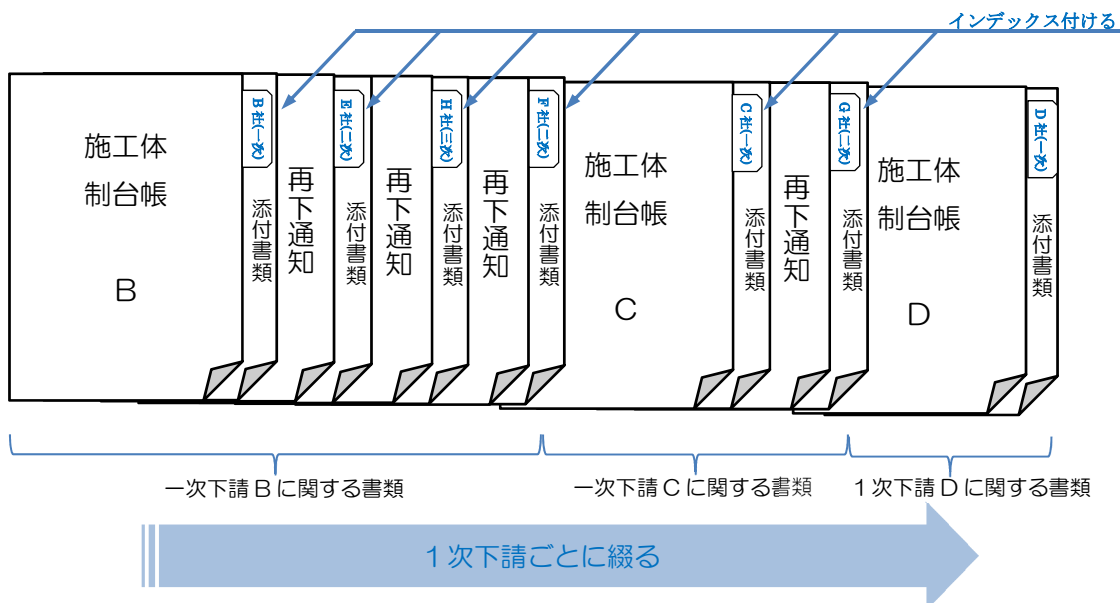 インデックス付ける
施工体
制台帳
B
B社(一次)
添付書類
再下通知
E社(二次)
添付書類
再下通知
H社(三次)
添付書類
再下通知
F社(二次)
添付書類
施工体
制台帳
C
C社(一次)
添付書類
再下通知
G社(二次)
添付書類
施工体
制台帳
D
D社(一次)
添付書類
一次下請Bに関する書類
一次下請Cに関する書類
1次下請Dに関する書類
1次下請ごとに綴る